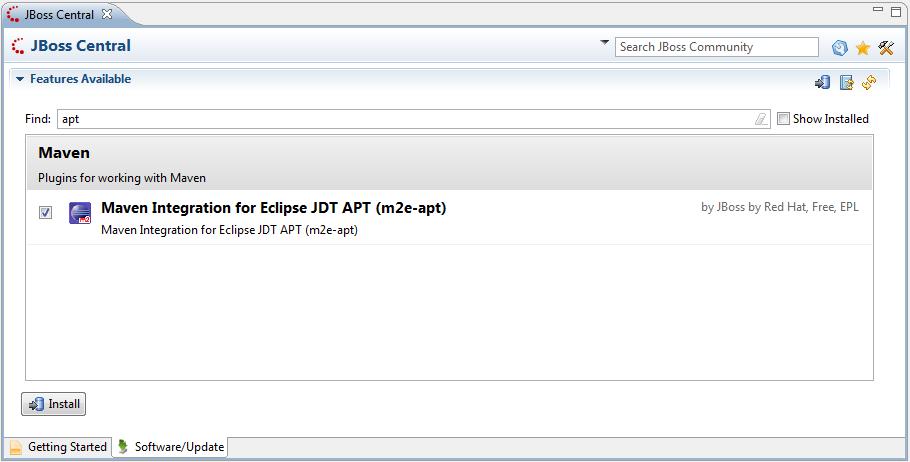 JBoss Central
JBoss Central
Search JBoss Community
Features Available
Find: apt
Show Installed
Maven
Plugins for working with Maven
Maven Integration for Eclipse JDT APT (m2e-apt)
by JBoss by Red Hat, Free, EPL
Maven Integration for Eclipse JDT APT (m2e-apt)
Install
Getting Started Software/Update